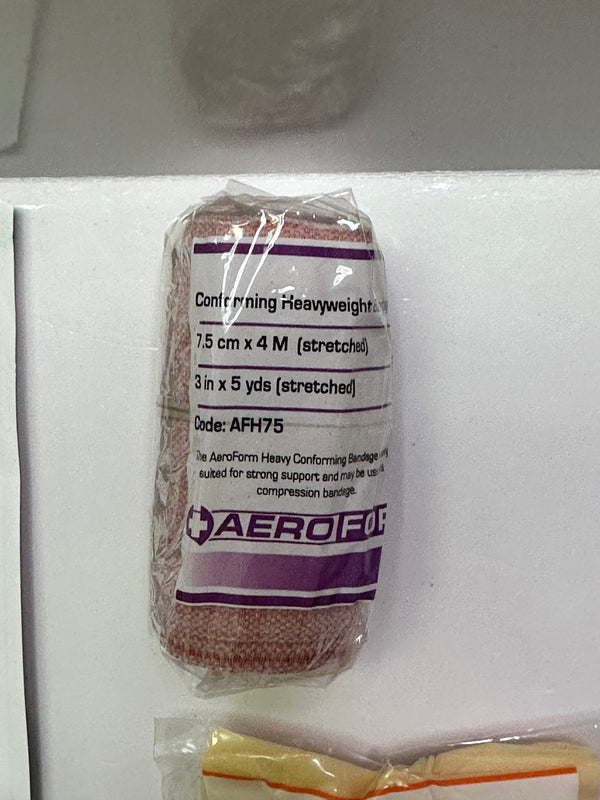 Conforming Heavyweight
7.5 cm x 4 M (stretched)
3 in x 5 yds (stretched)
Code: AFH75
The AeroForm Heavy Conforming Bandage
suited for strong support and may be
compression bandage.
AEROFOR